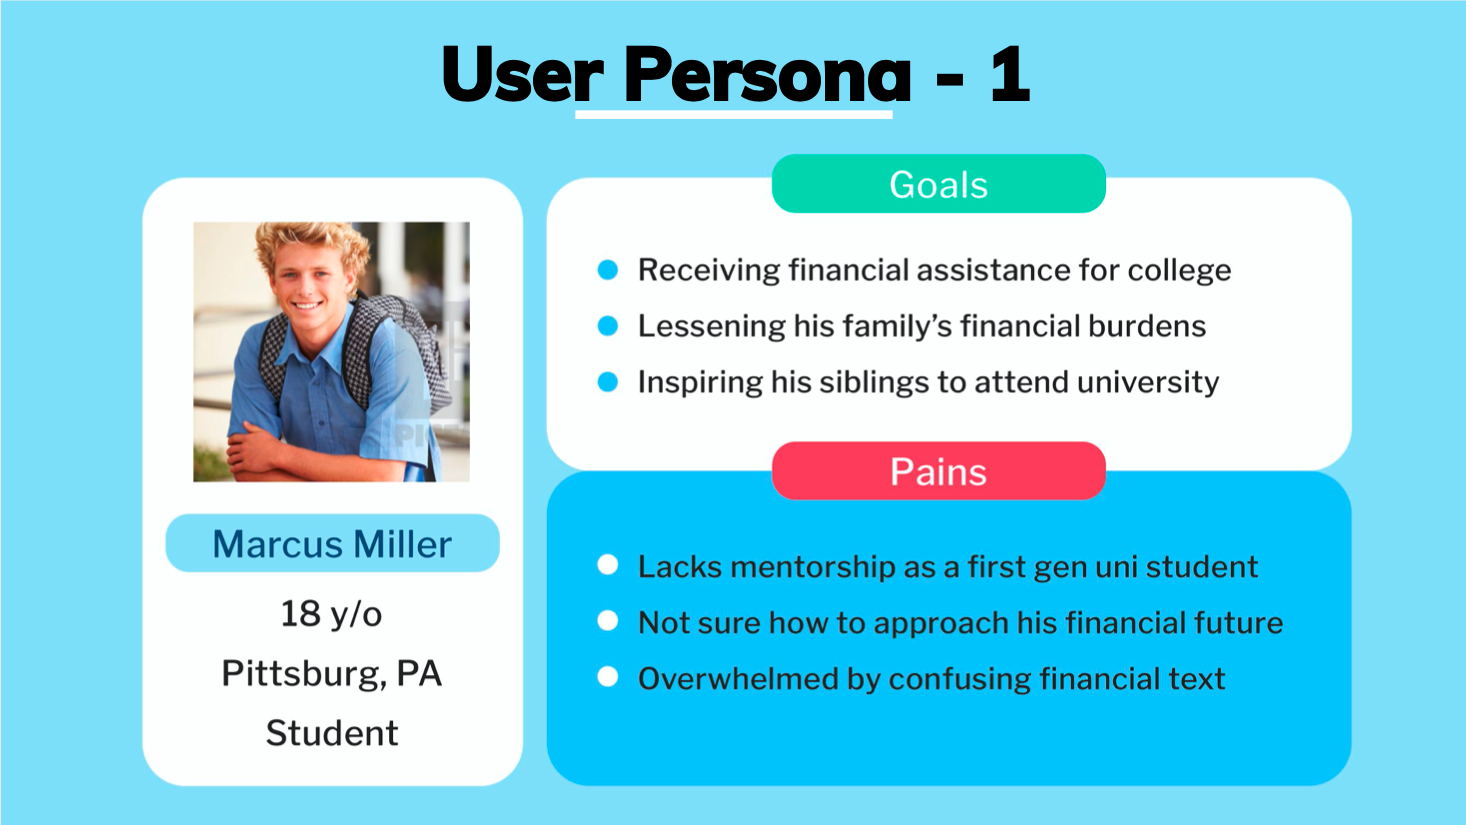 User Persona - 1
Marcus Miller
18 y/o
Pittsburg, PA
Student
Goals
Receiving financial assistance for college
Lessening his family’s financial burdens
Inspiring his siblings to attend university
Pains
Lacks mentorship as a first gen uni student
Not sure how to approach his financial future
Overwhelmed by confusing financial text